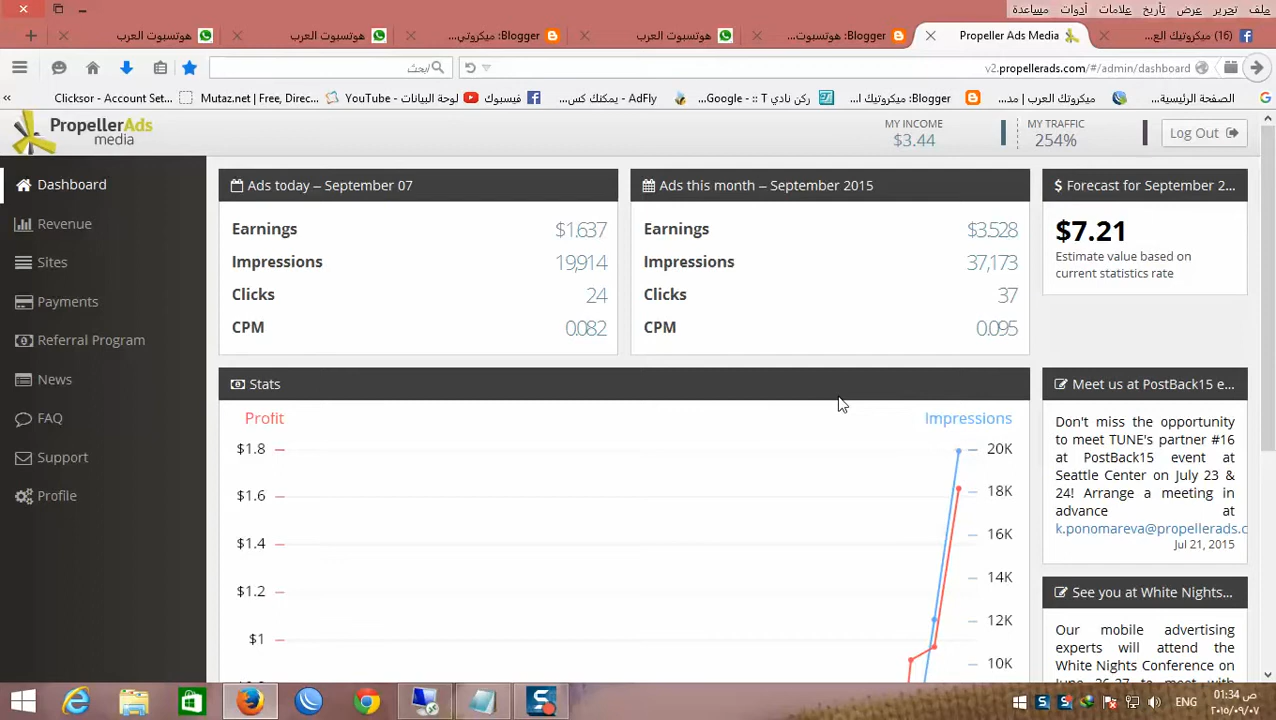 ملف تحرير عرض تأريخ علامات أدوات مساعدة
هوتسبوت العرب
هوتسبوت العرب
Blogger: ميكروتي...
هوتسبوت العرب
Blogger: هوتسبوت...
Propeller Ads Media
(16) ميكروتيك الع...
ابحث
v2.propellerads.com/#/admin/dashboard
Clicksor - Account Set...
Mutaz.net | Free, Direc...
لوحة البيانات - YouTube
فيسبوك
AdFly - يمكنك كس...
ركن نادي T :: - Google...
Blogger: ميكروتيك ا...
ميكروتك العرب | مد...
الصفحة الرئيسية...
PropellerAds
media
MY INCOME
$3.44
MY TRAFFIC
254%
Log Out
Dashboard
Revenue
Sites
Payments
Referral Program
News
FAQ
Support
Profile
Ads today – September 07
Earnings $1.637
Impressions 19,914
Clicks 24
CPM 0.082
Ads this month – September 2015
Earnings $3.528
Impressions 37,173
Clicks 37
CPM 0.095
Forecast for September 2...
$7.21
Estimate value based on
current statistics rate
Stats
Profit
Impressions
$1.8
$1.6
$1.4
$1.2
$1
20K
18K
16K
14K
12K
10K
Meet us at PostBack15 e...
Don't miss the opportunity
to meet TUNE's partner #16
at PostBack15 event at
Seattle Center on July 23 &
24! Arrange a meeting in
advance at
k.ponomareva@propellerads.c
Jul 21, 2015
See you at White Nights...
Our mobile advertising
experts will attend the
White Nights Conference on
ENG
01:34 ص
٢٠١٥/٠٩/٠٧